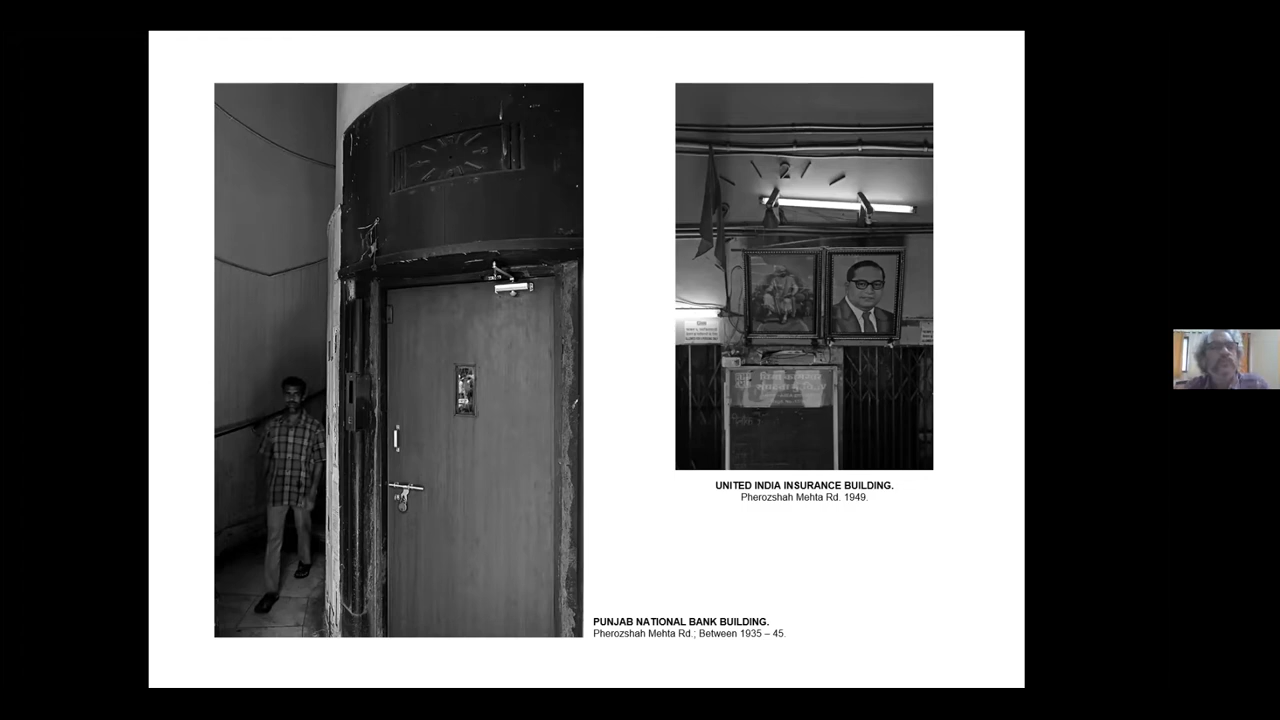 UNITED INDIA INSURANCE BUILDING.
Pherozshah Mehta Rd. 1949.
PUNJAB NATIONAL BANK BUILDING.
Pherozshah Mehta Rd.; Between 1935 – 45.